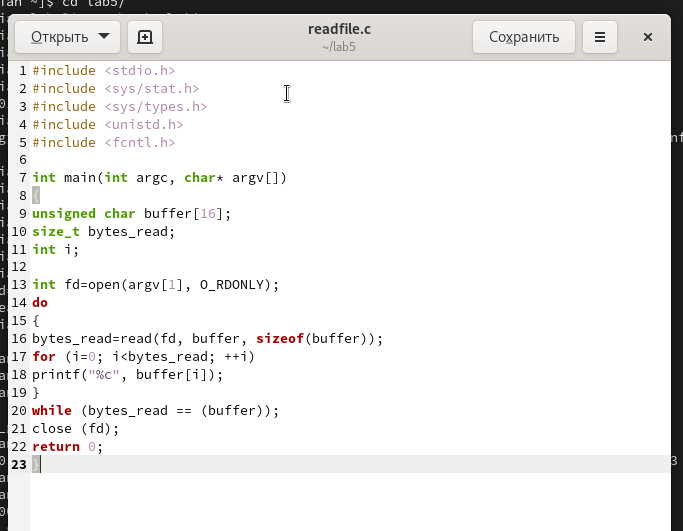 ian ~]$ cd lab5/
Открыть
readfile.c
~/lab5
Сохранить
1 #include <stdio.h>
2 #include <sys/stat.h>
3 #include <sys/types.h>
4 #include <unistd.h>
5 #include <fcntl.h>
6
7 int main(int argc, char* argv[])
8 {
9 unsigned char buffer[16];
10 size_t bytes_read;
11 int i;
12
13 int fd=open(argv[1], O_RDONLY);
14 do
15 {
16 bytes_read=read(fd, buffer, sizeof(buffer));
17 for (i=0; i<bytes_read; ++i)
18 printf("%c", buffer[i]);
19 }
20 while (bytes_read == (buffer));
21 close (fd);
22 return 0;
23 }